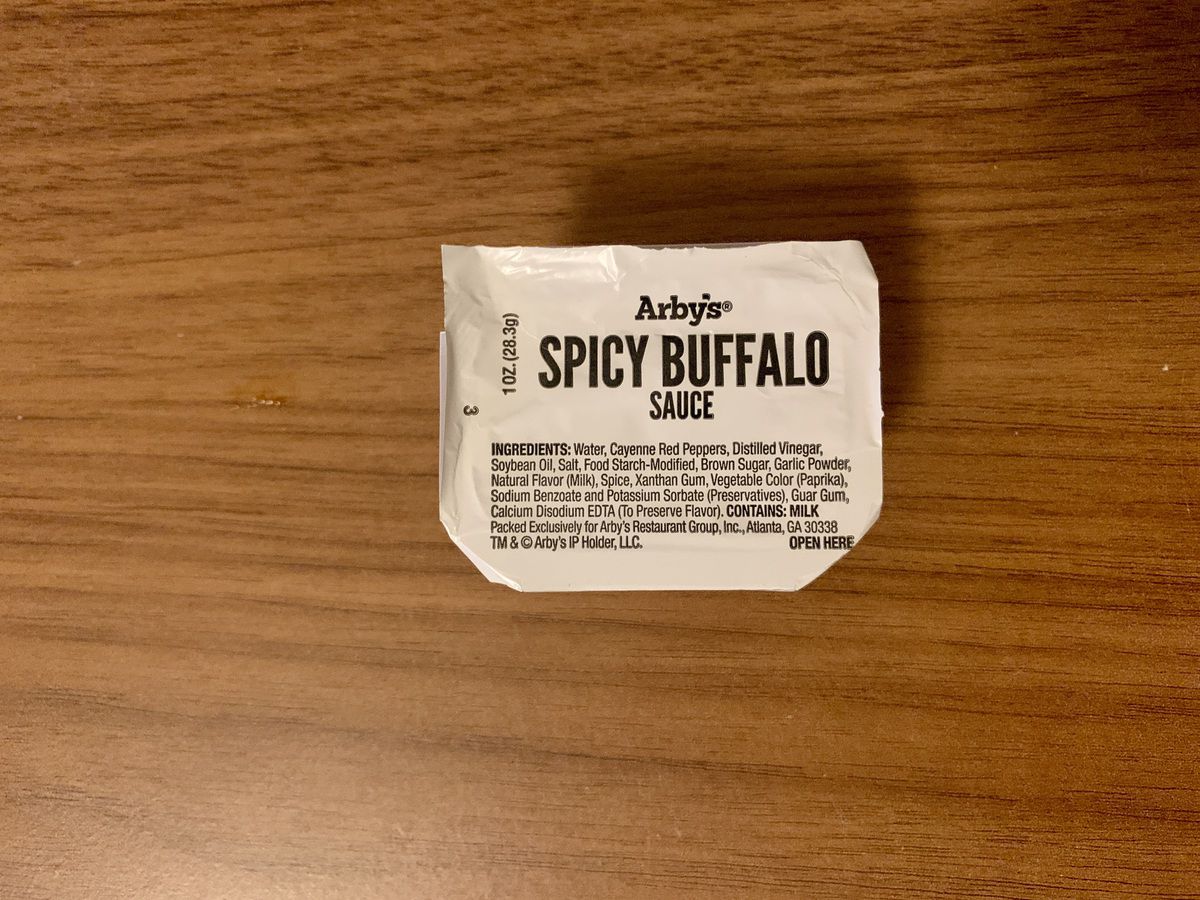 Arby's®
SPICY BUFFALO
SAUCE
1 OZ. (28.3g)
3
INGREDIENTS: Water, Cayenne Red Peppers, Distilled Vinegar,
Soybean Oil, Salt, Food Starch-Modified, Brown Sugar, Garlic Powder,
Natural Flavor (Milk), Spice, Xanthan Gum, Vegetable Color (Paprika),
Sodium Benzoate and Potassium Sorbate (Preservatives), Guar Gum,
Calcium Disodium EDTA (To Preserve Flavor). CONTAINS: MILK
Packed Exclusively for Arby's Restaurant Group, Inc., Atlanta, GA 30338
TM & © Arby's IP Holder, LLC. OPEN HERE